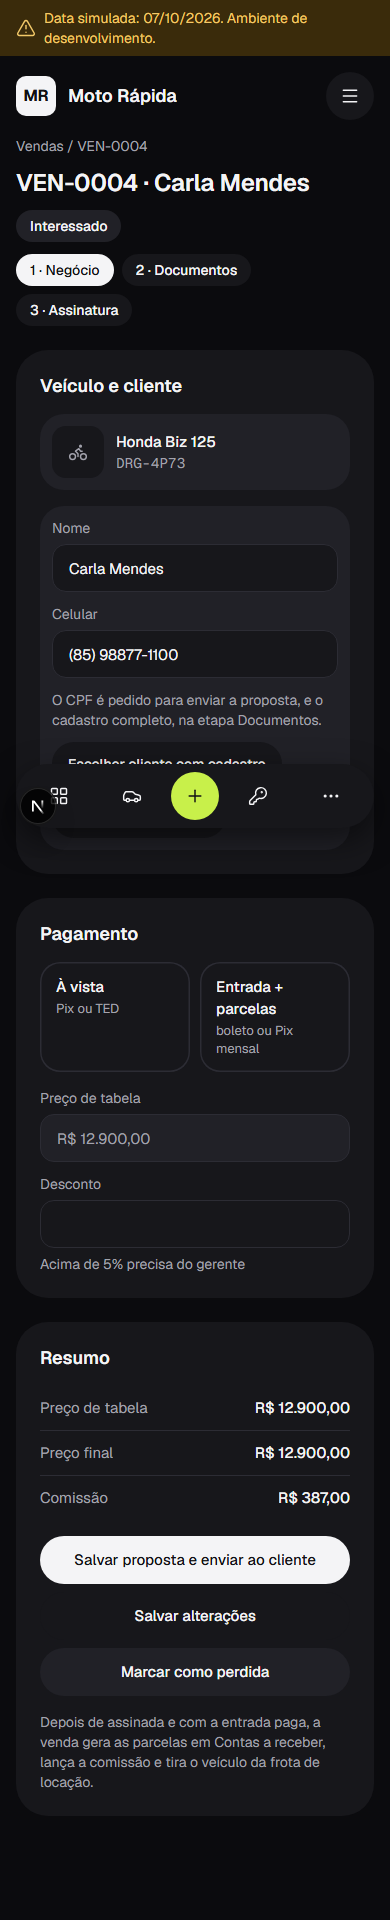 Data simulada: 07/10/2026. Ambiente de
desenvolvimento.
MR
Moto Rápida
Vendas / VEN-0004
VEN-0004 · Carla Mendes
Interessado
1 · Negócio
2 · Documentos
3 · Assinatura
Veículo e cliente
Honda Biz 125
DRG-4P73
Nome
Carla Mendes
Celular
(85) 98877-1100
O CPF é pedido para enviar a proposta, e o
cadastro completo, na etapa Documentos.
Escolher cliente com cadastro
N
Pagamento
À vista
Pix ou TED
Entrada +
parcelas
boleto ou Pix
mensal
Preço de tabela
R$ 12.900,00
Desconto
Acima de 5% precisa do gerente
Resumo
Preço de tabela
R$ 12.900,00
Preço final
R$ 12.900,00
Comissão
R$ 387,00
Salvar proposta e enviar ao cliente
Salvar alterações
Marcar como perdida
Depois de assinada e com a entrada paga, a
venda gera as parcelas em Contas a receber,
lança a comissão e tira o veículo da frota de
locação.